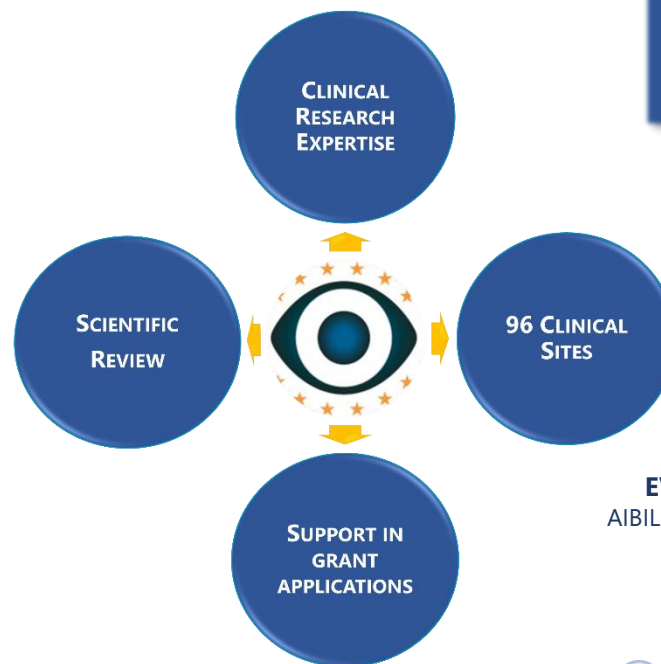 CLINICAL
RESEARCH
EXPERTISE
SCIENTIFIC
REVIEW
96 CLINICAL
SITES
SUPPORT IN
GRANT
APPLICATIONS
AIBIL